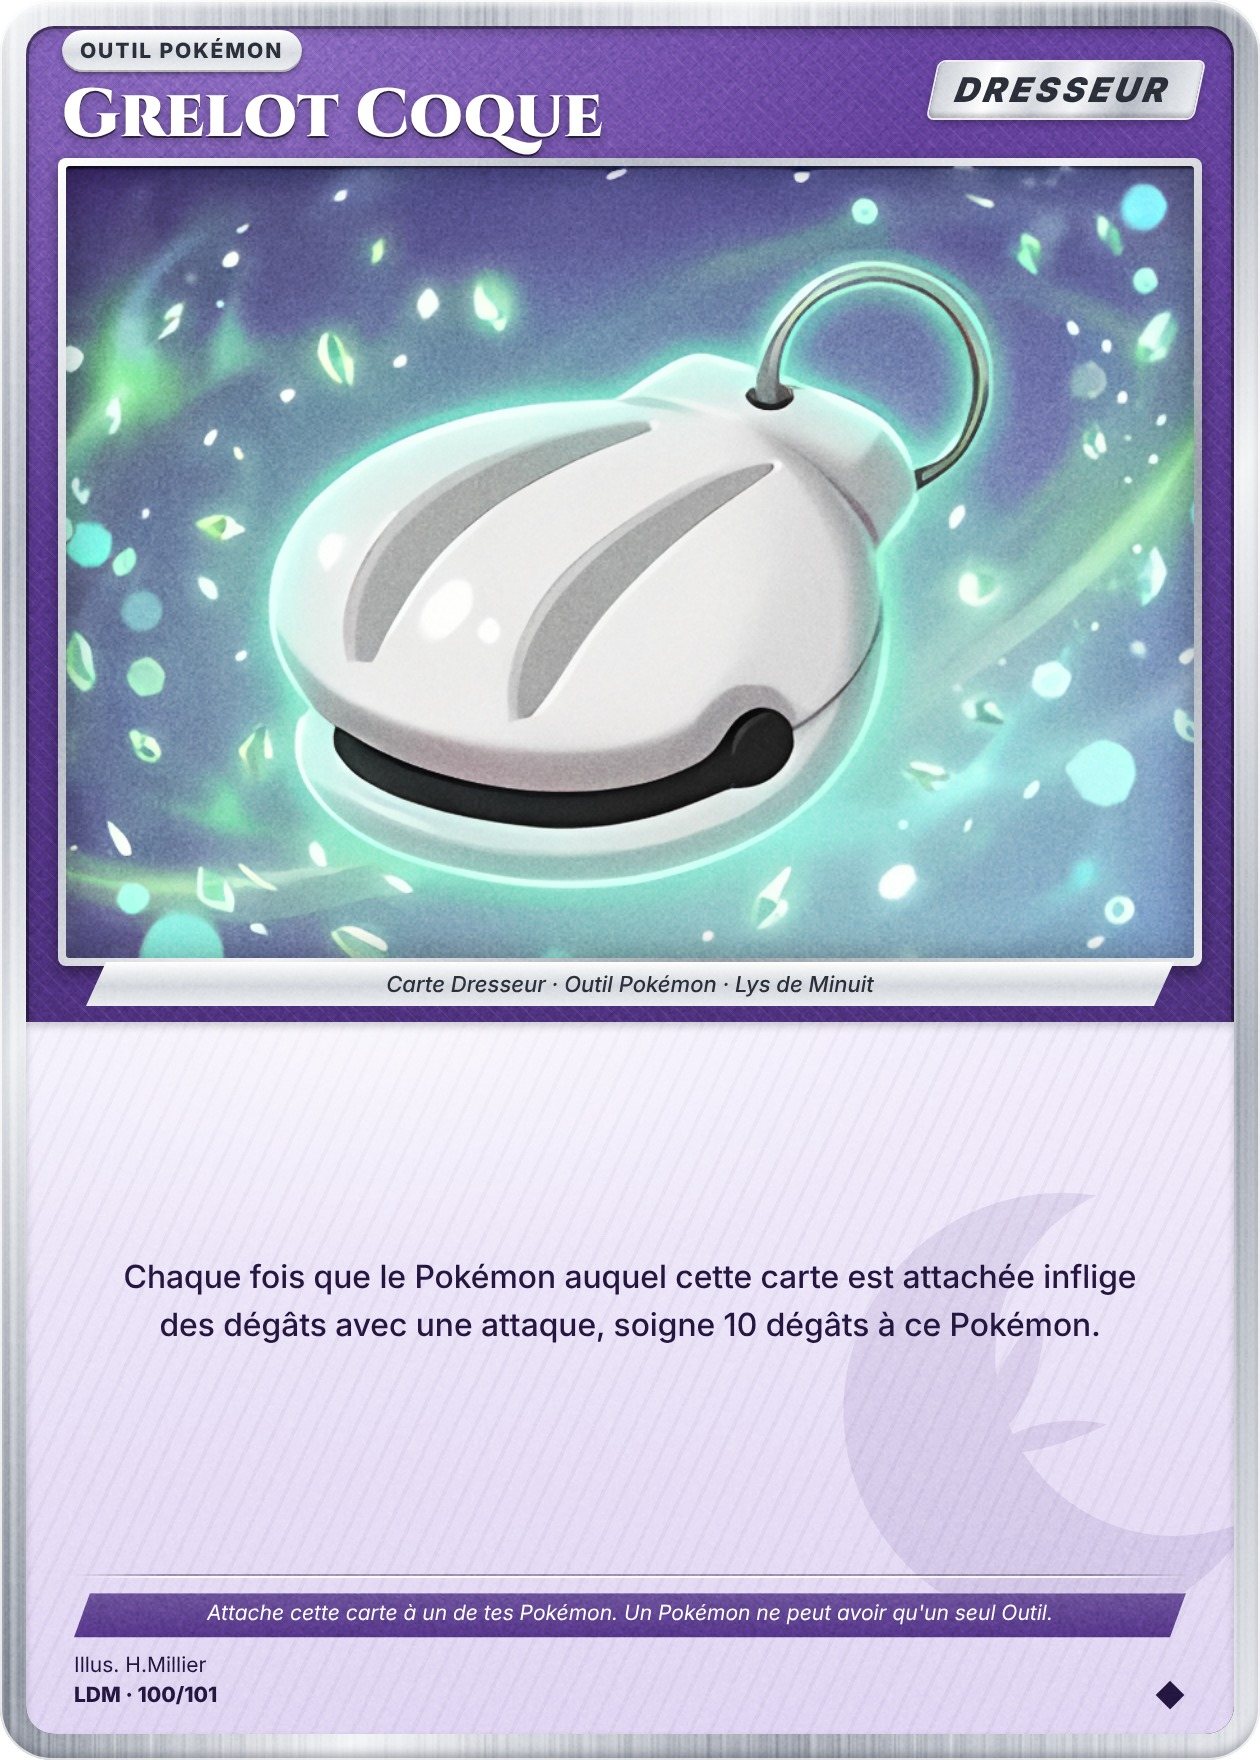 OUTIL POKÉMON
GRELOT COQUE
DRESSEUR
Carte Dresseur · Outil Pokémon · Lys de Minuit
Chaque fois que le Pokémon auquel cette carte est attachée inflige
des dégâts avec une attaque, soigne 10 dégâts à ce Pokémon.
Attache cette carte à un de tes Pokémon. Un Pokémon ne peut avoir qu'un seul Outil.
Illus. H.Millier
LDM · 100/101